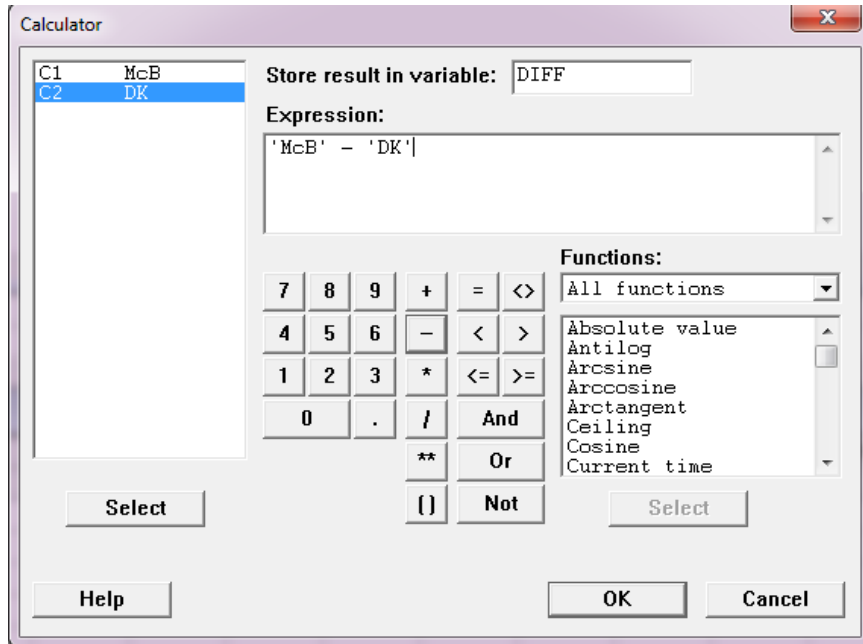 Calculator
x
C1 McB
C2 DK
Store result in variable: DIFF
Expression:
'McB' - 'DK'
Functions:
All functions
7 8 9 + = <>
4 5 6 - < >
1 2 3 * <= >=
0 . / And
** Or
() Not
Absolute value
Antilog
Arcsine
Arccosine
Arctangent
Ceiling
Cosine
Current time
Select
Select
Help
OK
Cancel